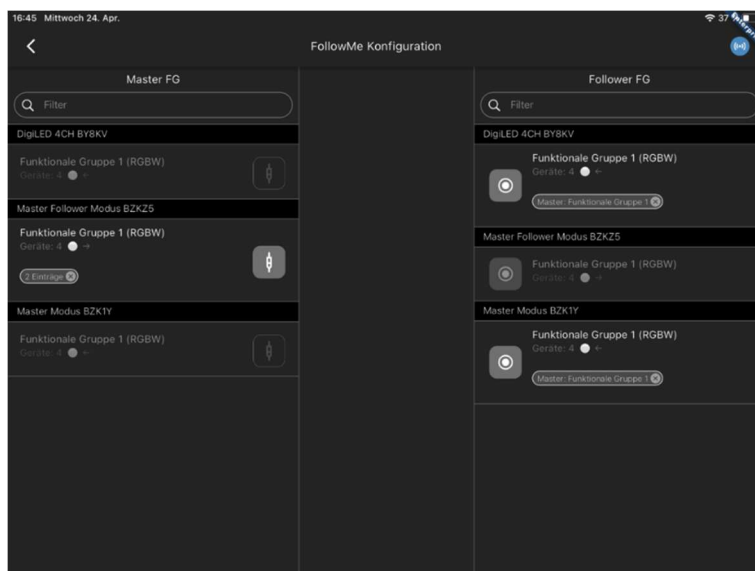 16:45 Mittwoch 24. Apr.
37 %
FollowMe Konfiguration
Master FG
Filter
DigiLED 4CH BY8KV
Funktionale Gruppe 1 (RGBW)
Geräte: 4 ←
Master Follower Modus BZKZ5
Funktionale Gruppe 1 (RGBW)
Geräte: 4 →
2 Einträge
Master Modus BZK1Y
Funktionale Gruppe 1 (RGBW)
Geräte: 4 ←
Follower FG
Filter
DigiLED 4CH BY8KV
Funktionale Gruppe 1 (RGBW)
Geräte: 4 ←
Master: Funktionale Gruppe 1
Master Follower Modus BZKZ5
Funktionale Gruppe 1 (RGBW)
Geräte: 4 →
Master Modus BZK1Y
Funktionale Gruppe 1 (RGBW)
Geräte: 4 ←
Master: Funktionale Gruppe 1